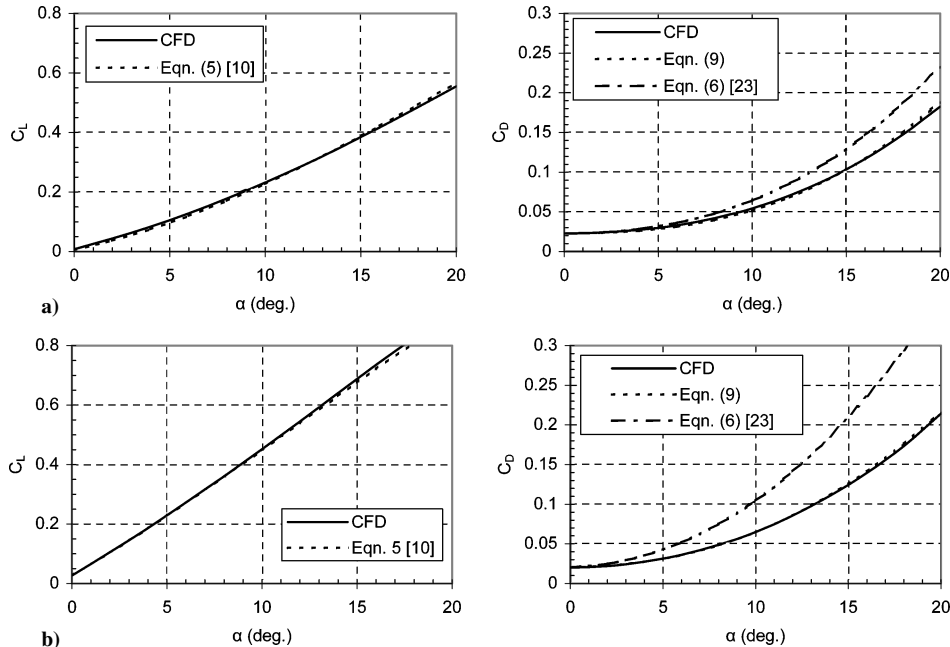 0.8
0.6
0.4
0.2
0
C_L
CFD
Eqn. (5) [10]
0 5 10 15 20
α (deg.)
a)
0.3
0.25
0.2
0.15
0.1
0.05
0
C_D
CFD
Eqn. (9)
Eqn. (6) [23]
0 5 10 15 20
α (deg.)
0.8
0.6
0.4
0.2
0
C_L
CFD
Eqn. 5 [10]
0 5 10 15 20
α (deg.)
b)
0.3
0.25
0.2
0.15
0.1
0.05
0
C_D
CFD
Eqn. (9)
Eqn. (6) [23]
0 5 10 15 20
α (deg.)